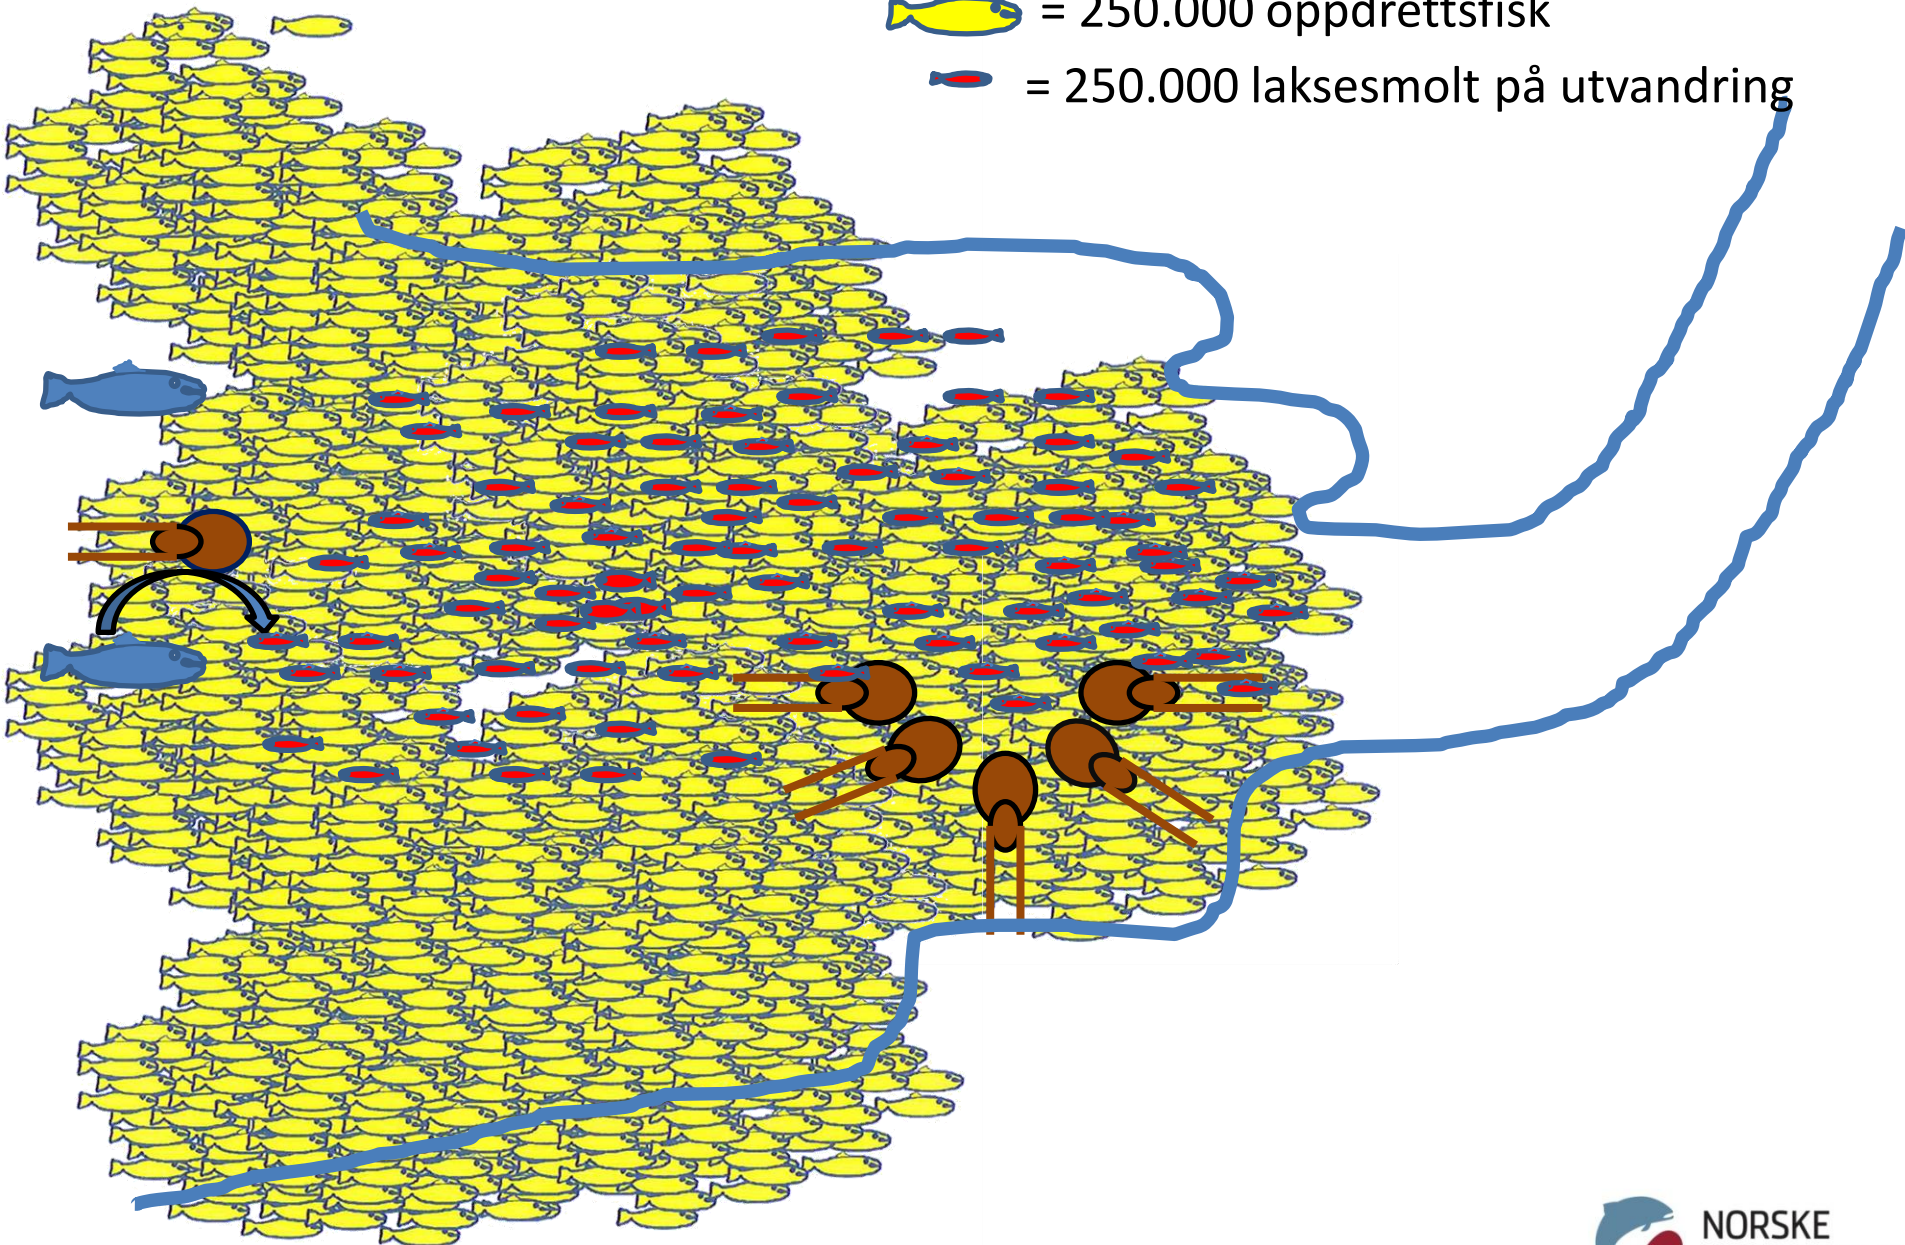 = 250.000 oppdrettsfisk
= 250.000 laksesmolt på utvandring
NORSKE